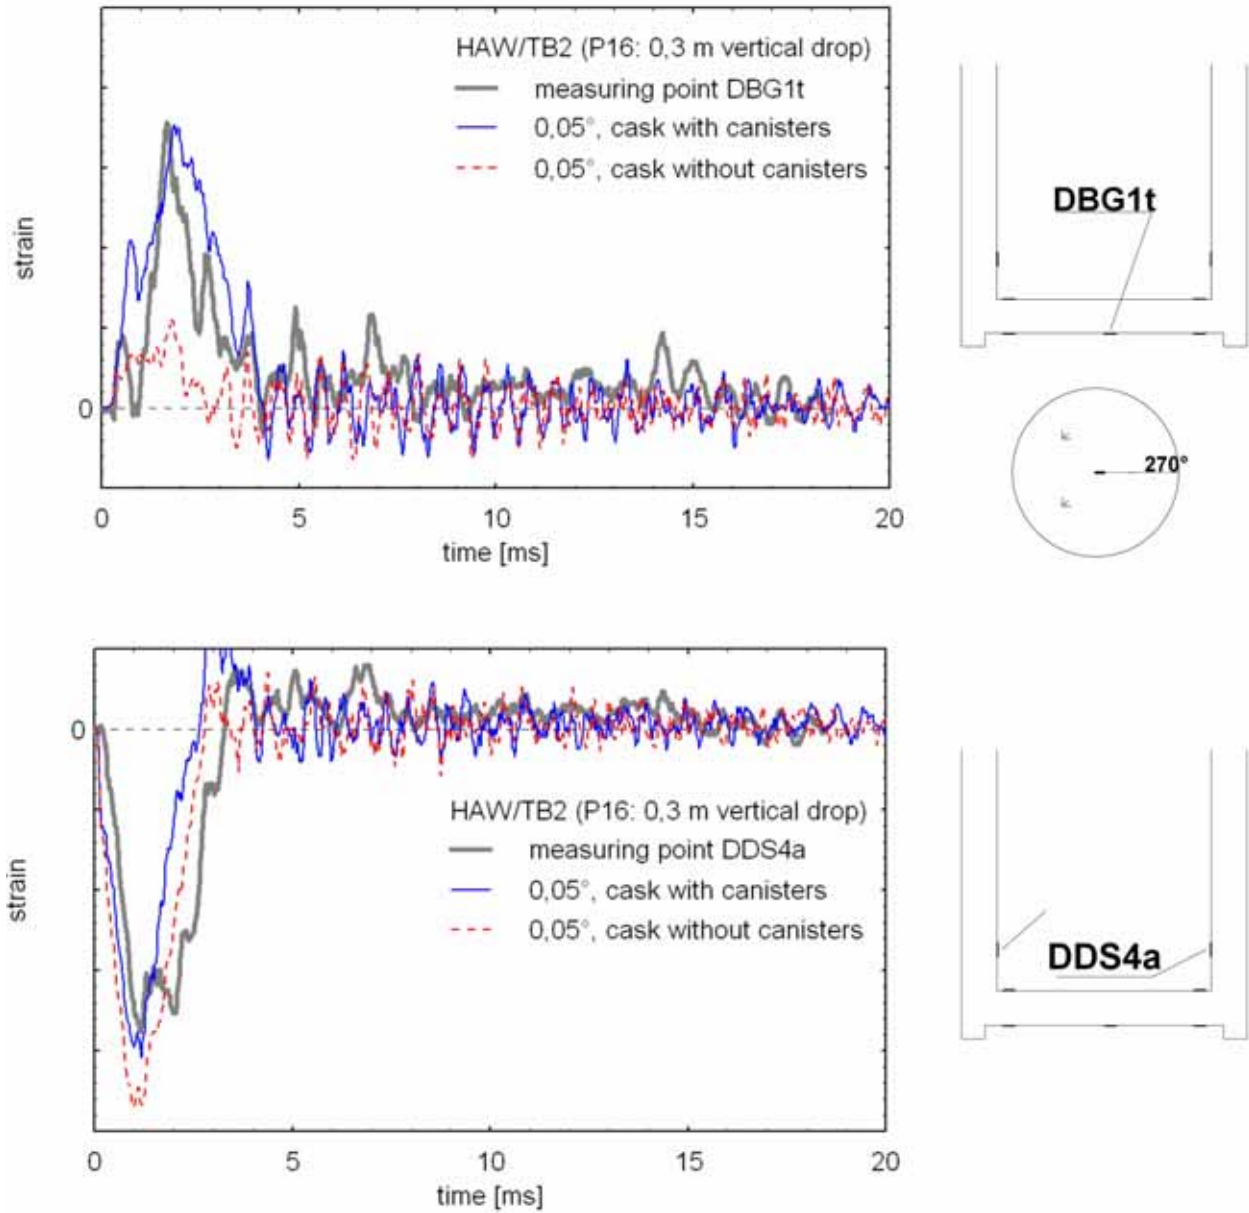 HAW/TB2 (P16: 0,3 m vertical drop)
measuring point DBG1t
0,05°, cask with canisters
0,05°, cask without canisters
strain
0
0 5 10 15 20
time [ms]
DBG1t
270°
HAW/TB2 (P16: 0,3 m vertical drop)
measuring point DDS4a
0,05°, cask with canisters
0,05°, cask without canisters
strain
0
0 5 10 15 20
time [ms]
DDS4a